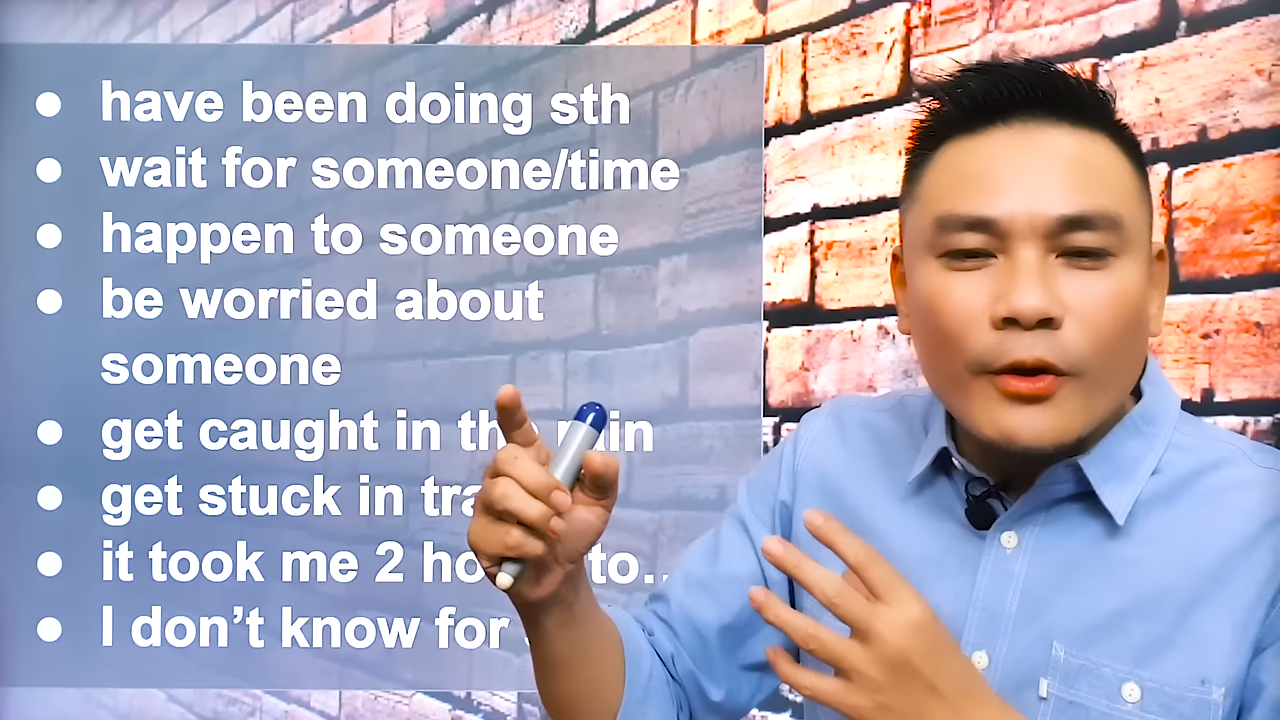 ● have been doing sth
● wait for someone/time
● happen to someone
● be worried about
someone
● get caught in the
● get stuck in
● it took me 2 to..
● I don’t know for